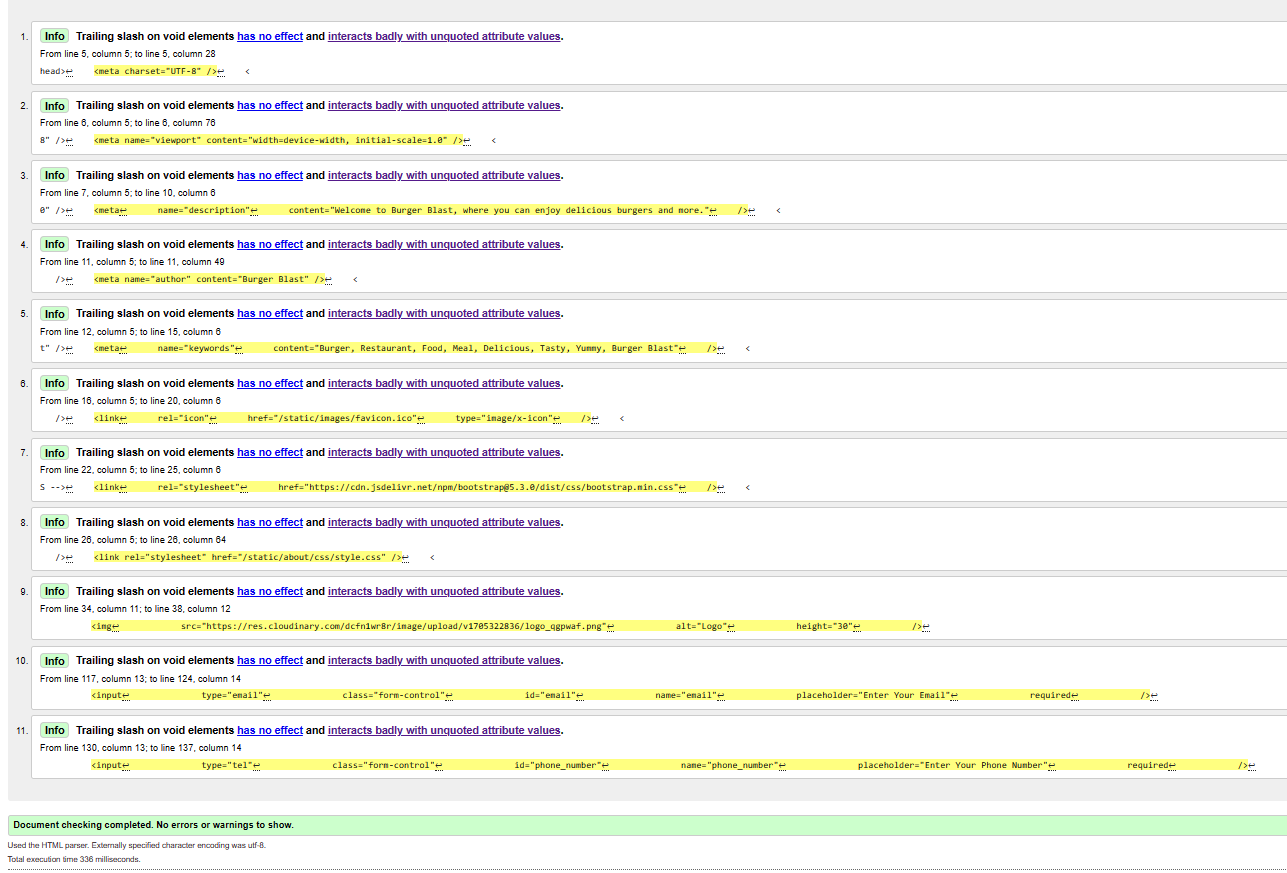 1. Info Trailing slash on void elements has no effect and interacts badly with unquoted attribute values.
From line 5, column 5; to line 5, column 28
head>↩    <meta charset="UTF-8" />↩    <
2. Info Trailing slash on void elements has no effect and interacts badly with unquoted attribute values.
From line 6, column 5; to line 6, column 76
8" />↩    <meta name="viewport" content="width=device-width, initial-scale=1.0" />↩    <
3. Info Trailing slash on void elements has no effect and interacts badly with unquoted attribute values.
From line 7, column 5; to line 10, column 6
0" />↩    <meta↩      name="description"↩      content="Welcome to Burger Blast, where you can enjoy delicious burgers and more."↩    />↩    <
4. Info Trailing slash on void elements has no effect and interacts badly with unquoted attribute values.
From line 11, column 5; to line 11, column 49
/>↩    <meta name="author" content="Burger Blast" />↩    <
5. Info Trailing slash on void elements has no effect and interacts badly with unquoted attribute values.
From line 12, column 5; to line 15, column 6
t" />↩    <meta↩      name="keywords"↩      content="Burger, Restaurant, Food, Meal, Delicious, Tasty, Yummy, Burger Blast"↩    />↩    <
6. Info Trailing slash on void elements has no effect and interacts badly with unquoted attribute values.
From line 16, column 5; to line 20, column 6
/>↩    <link↩      rel="icon"↩      href="/static/images/favicon.ico"↩      type="image/x-icon"↩    />↩    <
7. Info Trailing slash on void elements has no effect and interacts badly with unquoted attribute values.
From line 22, column 5; to line 25, column 6
S -->↩    <link↩      rel="stylesheet"↩      href="https://cdn.jsdelivr.net/npm/bootstrap@5.3.0/dist/css/bootstrap.min.css"↩    />↩    <
8. Info Trailing slash on void elements has no effect and interacts badly with unquoted attribute values.
From line 26, column 5; to line 26, column 64
/>↩    <link rel="stylesheet" href="/static/about/css/style.css" />↩    <
9. Info Trailing slash on void elements has no effect and interacts badly with unquoted attribute values.
From line 34, column 11; to line 38, column 12
<img↩            src="https://res.cloudinary.com/dcfn1wr8r/image/upload/v1705322836/logo_qgpwaf.png"↩            alt="Logo"↩            height="30"↩          />↩
10. Info Trailing slash on void elements has no effect and interacts badly with unquoted attribute values.
From line 117, column 13; to line 124, column 14
<input↩              type="email"↩              class="form-control"↩              id="email"↩              name="email"↩              placeholder="Enter Your Email"↩              required↩            />↩
11. Info Trailing slash on void elements has no effect and interacts badly with unquoted attribute values.
From line 130, column 13; to line 137, column 14
<input↩              type="tel"↩              class="form-control"↩              id="phone_number"↩              name="phone_number"↩              placeholder="Enter Your Phone Number"↩              required↩            />↩
Document checking completed. No errors or warnings to show.
Used the HTML parser. Externally specified character encoding was utf-8.
Total execution time 336 milliseconds.